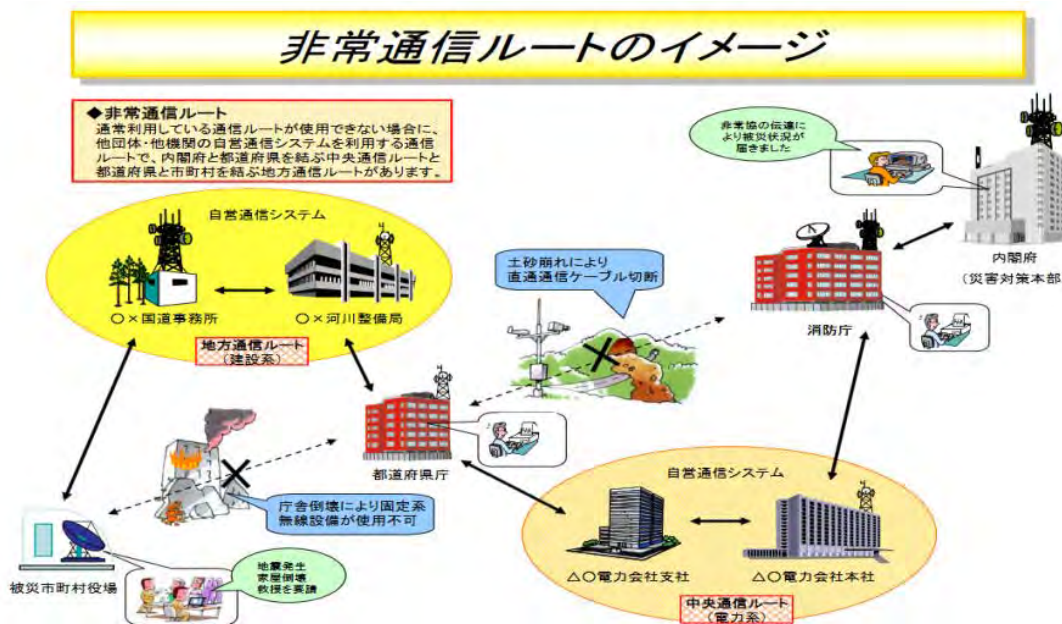 非常通信ルートのイメージ
◆非常通信ルート
通常利用している通信ルートが使用できない場合に、
他団体・他機関の自営通信システムを利用する通信
ルートで、内閣府と都道府県を結ぶ中央通信ルートと
都道府県と市町村を結ぶ地方通信ルートがあります。
非常協の伝達により
被災状況が
届きました
内閣府
(災害対策本部)
自営通信システム
○×国道事務所
○×河川整備局
地方通信ルート
(建設系)
土砂崩れにより
直通通信ケーブル切断
消防庁
都道府県庁
庁舎倒壊により固定系
無線設備が使用不可
自営通信システム
△○電力会社支社
△○電力会社本社
中央通信ルート
(電力系)
被災市町村役場
地震発生
家屋倒壊
救援を要請